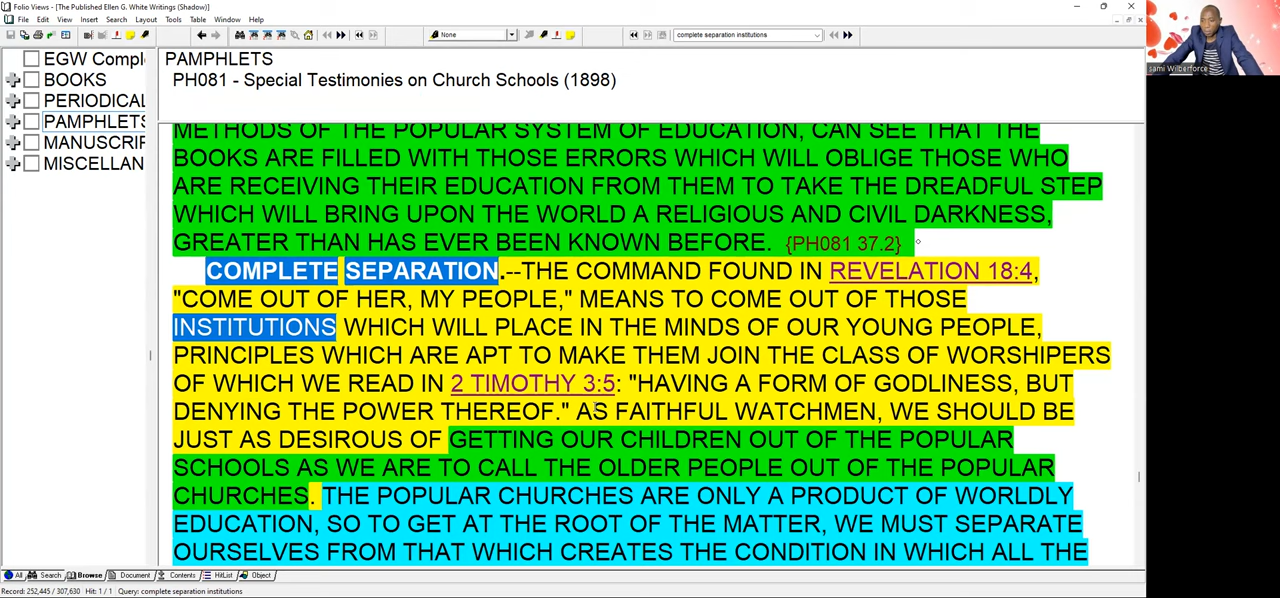 Folio Views - [The Published Ellen G. White Writings (Shadow)]
File Edit View Insert Search Layout Tools Table Window Help
None
complete separation institutions
EGW Compl
BOOKS
PERIODICAL
PAMPHLETS
MANUSCRIF
MISCELLAN
PAMPHLETS
PH081 - Special Testimonies on Church Schools (1898)
METHODS OF THE POPULAR SYSTEM OF EDUCATION, CAN SEE THAT THE
BOOKS ARE FILLED WITH THOSE ERRORS WHICH WILL OBLIGE THOSE WHO
ARE RECEIVING THEIR EDUCATION FROM THEM TO TAKE THE DREADFUL STEP
WHICH WILL BRING UPON THE WORLD A RELIGIOUS AND CIVIL DARKNESS,
GREATER THAN HAS EVER BEEN KNOWN BEFORE. {PH081 37.2}
COMPLETE SEPARATION.--THE COMMAND FOUND IN REVELATION 18:4,
"COME OUT OF HER, MY PEOPLE," MEANS TO COME OUT OF THOSE
INSTITUTIONS WHICH WILL PLACE IN THE MINDS OF OUR YOUNG PEOPLE,
PRINCIPLES WHICH ARE APT TO MAKE THEM JOIN THE CLASS OF WORSHIPERS
OF WHICH WE READ IN 2 TIMOTHY 3:5: "HAVING A FORM OF GODLINESS, BUT
DENYING THE POWER THEREOF." AS FAITHFUL WATCHMEN, WE SHOULD BE
JUST AS DESIROUS OF GETTING OUR CHILDREN OUT OF THE POPULAR
SCHOOLS AS WE ARE TO CALL THE OLDER PEOPLE OUT OF THE POPULAR
CHURCHES. THE POPULAR CHURCHES ARE ONLY A PRODUCT OF WORLDLY
EDUCATION, SO TO GET AT THE ROOT OF THE MATTER, WE MUST SEPARATE
OURSELVES FROM THAT WHICH CREATES THE CONDITION IN WHICH ALL THE
All Search Browse Document Contents HitList Object
Record: 252,445 / 307,630 Hit: 1 / 1 Query: complete separation institutions
sami Wilberforce